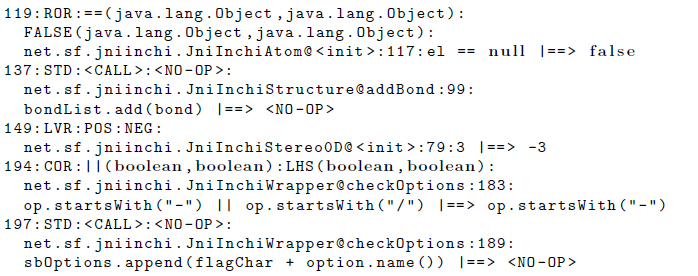 119:ROR:==(java.lang.Object,java.lang.Object):
FALSE(java.lang.Object,java.lang.Object):
net.sf.jniinchi.JniInchiAtom@<init>:117:el == null |==> false
137:STD:<CALL>:<NO-OP>:
net.sf.jniinchi.JniInchiStructure@addBond:99:
bondList.add(bond) |==> <NO-OP>
149:LVR:POS:NEG:
net.sf.jniinchi.JniInchiStereo0D@<init>:79:3 |==> -3
194:COR:||(boolean,boolean):LHS(boolean,boolean):
net.sf.jniinchi.JniInchiWrapper@checkOptions:183:
op.startsWith("-") || op.startsWith("/") |==> op.startsWith("-")
197:STD:<CALL>:<NO-OP>:
net.sf.jniinchi.JniInchiWrapper@checkOptions:189:
sbOptions.append(flagChar + option.name()) |==> <NO-OP>